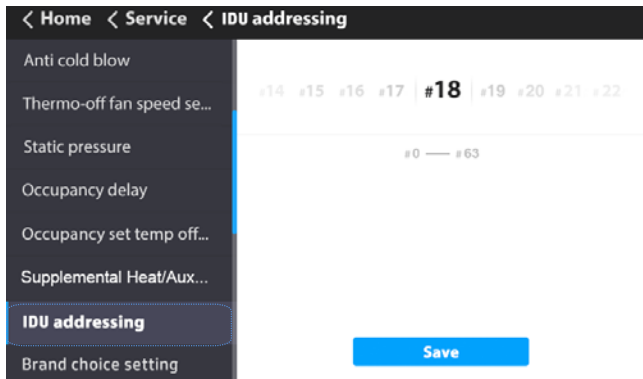 < Home < Service < IDU addressing
Anti cold blow
Thermo-off fan speed se...
Static pressure
Occupancy delay
Occupancy set temp off...
Supplemental Heat/Aux...
IDU addressing
Brand choice setting
#14 #15 #16 #17 #18 #19 #20 #21 #22
#0 — #63
Save